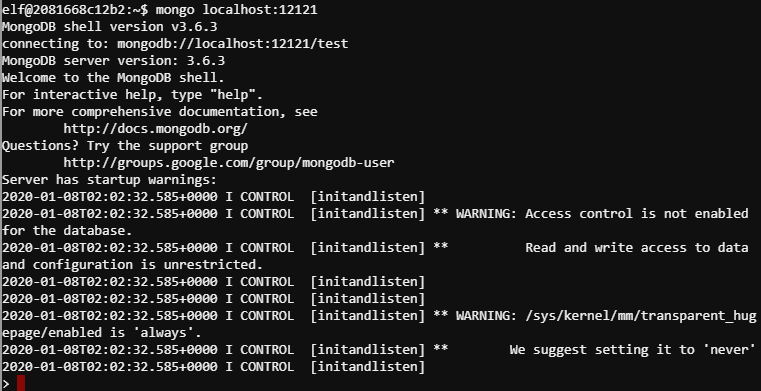 elf@2081668c12b2:~$ mongo localhost:12121
MongoDB shell version v3.6.3
connecting to: mongodb://localhost:12121/test
MongoDB server version: 3.6.3
Welcome to the MongoDB shell.
For interactive help, type "help".
For more comprehensive documentation, see
        http://docs.mongodb.org/
Questions? Try the support group
        http://groups.google.com/group/mongodb-user
Server has startup warnings:
2020-01-08T02:02:32.585+0000 I CONTROL  [initandlisten]
2020-01-08T02:02:32.585+0000 I CONTROL  [initandlisten] ** WARNING: Access control is not enabled
for the database.
2020-01-08T02:02:32.585+0000 I CONTROL  [initandlisten] **          Read and write access to data
and configuration is unrestricted.
2020-01-08T02:02:32.585+0000 I CONTROL  [initandlisten]
2020-01-08T02:02:32.585+0000 I CONTROL  [initandlisten]
2020-01-08T02:02:32.585+0000 I CONTROL  [initandlisten] ** WARNING: /sys/kernel/mm/transparent_hug
epage/enabled is 'always'.
2020-01-08T02:02:32.585+0000 I CONTROL  [initandlisten] **        We suggest setting it to 'never'
2020-01-08T02:02:32.585+0000 I CONTROL  [initandlisten]
>